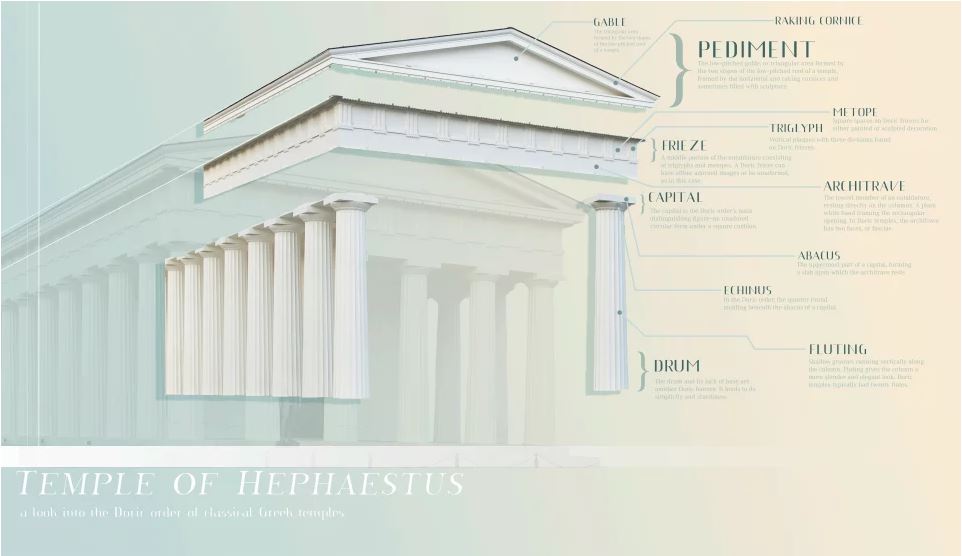 GABLE
The triangular area
formed by the two slopes
of the low-pitched roof
of a temple.
RAKING CORNICE
PEDIMENT
The low-pitched gable, or triangular area formed by
the two slopes of the low-pitched roof of a temple,
formed by the horizontal and raking cornices and
sometimes filled with sculpture.
METOPE
Square spaces on Doric friezes for
either painted or sculpted decoration.
TRIGLYPH
Vertical plaques with three divisions found
on Doric friezes.
FRIEZE
A middle portion of the entablature consisting
of triglyphs and metopes. A Doric friezes can
have either adorned images or be unadorned,
as in this case.
ARCHITRAVE
The lowest member of an entablature,
resting directly on the columns. A plain
white band framing the rectangular
opening. In Doric temples, the architrave
has two faces, or fasciae.
CAPITAL
The capital is the Doric order's main
distinguishing figure–an unadorned
circular form under a square cushion.
ABACUS
The uppermost part of a capital, forming
a slab upon which the architrave rests
ECHINUS
In the Doric order, the quarter round
molding beneath the abacus of a capital.
FLUTING
Shallow grooves running vertically along
the column. Fluting gives the column a
more slender and elegant look. Doric
temples typically had twenty flutes.
DRUM
The drum and its lack of base are
another Doric feature. It lends to its
simplicity and sturdiness.
TEMPLE OF HEPHAESTUS
a look into the Doric order of classical Greek temples